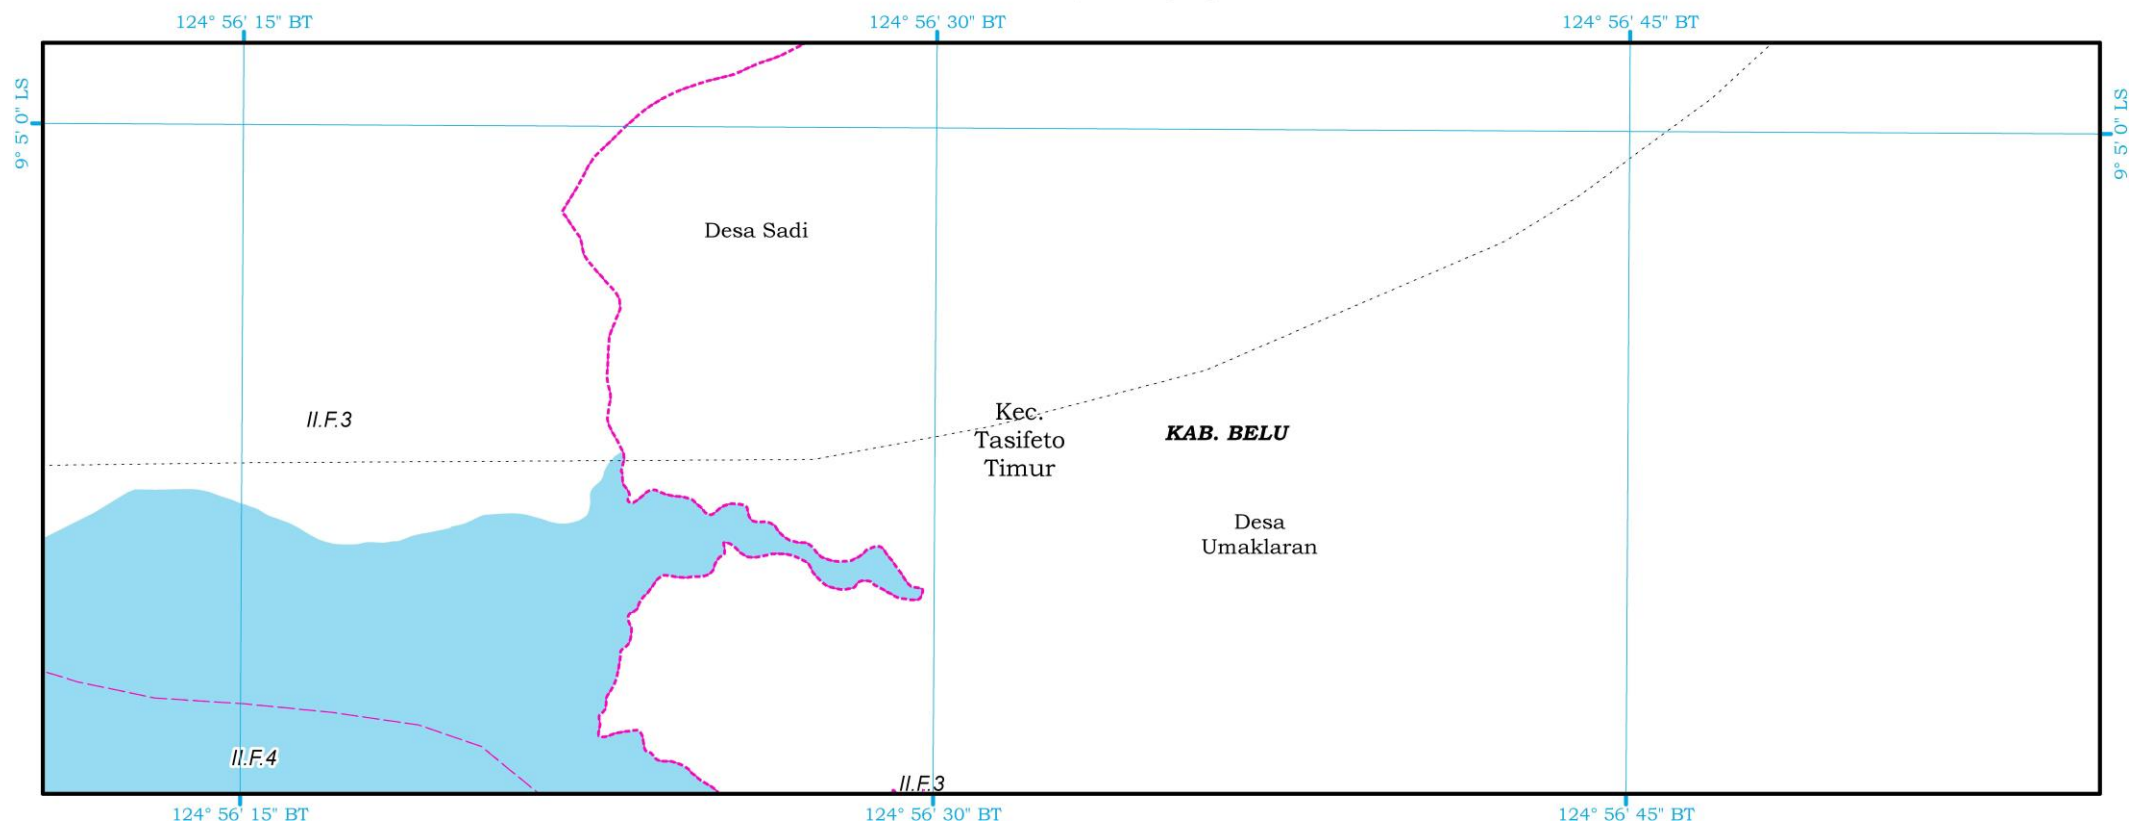 124° 56' 15" BT
124° 56' 30" BT
124° 56' 45" BT
9° 5' 0" LS
9° 5' 0" LS
Desa Sadi
II.F.3
Kec.
Tasifeto
Timur
KAB. BELU
Desa
Umaklaran
II.F.4
II.F.3
124° 56' 15" BT
124° 56' 30" BT
124° 56' 45" BT